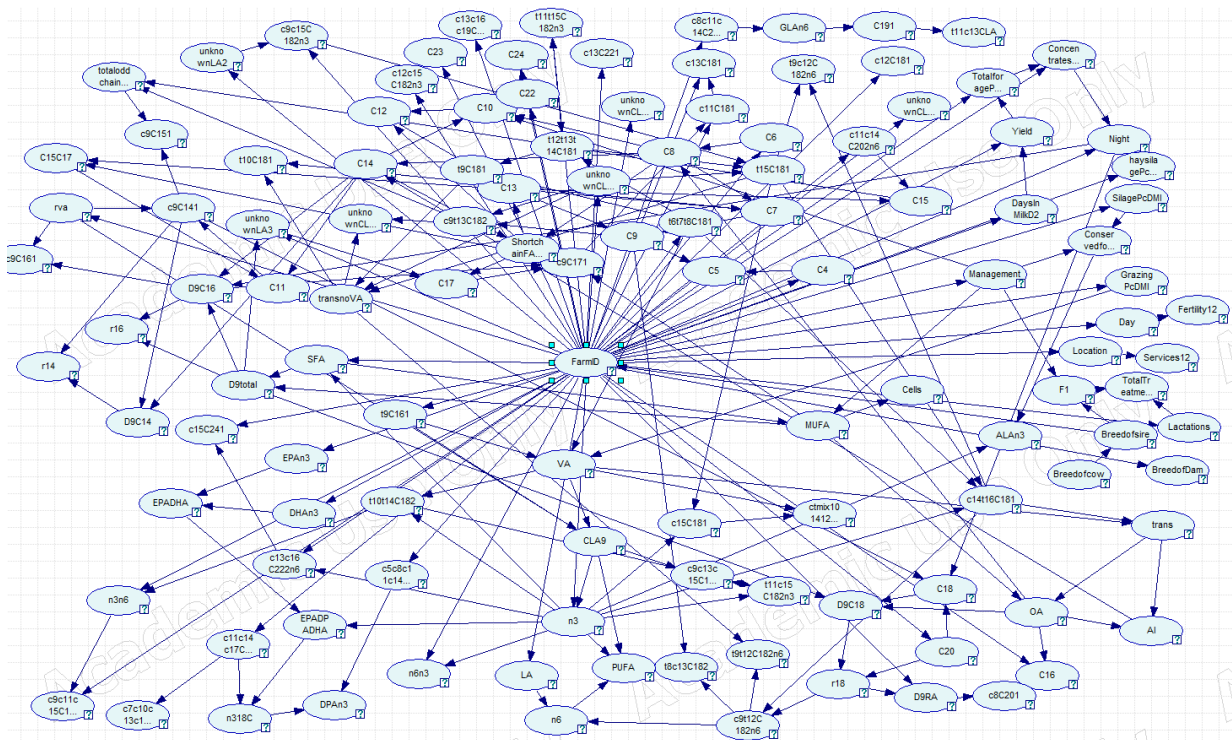 c13c16
c19C...
t11t15C
182n3
c8c11c
14C2...
GLAn6
C191
t11c13CLA
unkno
wnLA2
c9c15C
182n3
C23
C24
c13C221
c13C181
t9c12C
182n6
c12C181
Concen
trates...
totalodd
chain...
c12c15
C182n3
C22
Totalfor
ageP...
C12
C10
unkno
wnCL...
c11C181
unkno
wnCL...
c9C151
t12t13t
14C181
C6
c11c14
C202n6
Yield
Night
C15C17
t10C181
C14
t9C181
C8
t15C181
haysila
gePc...
unkno
wnCL...
C13
C15
DaysIn
MilkD2
SilagePcDMI
rva
c9C141
unkno
wnLA3
unkno
wnCL...
c9t13C182
t6t7t8C181
C7
C9
Conser
vedfo...
Shortch
ainFA...
c9C161
c9C171
C5
C4
Management
D9C16
C11
transnoVA
C17
Grazing
PcDMI
Fertility12
r16
Day
SFA
FarmID
Location
Services12
r14
D9total
Cells
F1
TotalTr
eatme...
t9C161
D9C14
c15C241
MUFA
ALAn3
Breedofsire
Lactations
EPAn3
VA
Breedofcow
BreedofDam
EPADHA
DHAn3
t10t14C182
c14t16C181
ctmix10
1412...
c15C181
trans
CLA9
c13c16
C222n6
c5c8c1
1c14...
c9c13c
15C1...
t11c15
C182n3
C18
n3n6
D9C18
OA
EPADP
ADHA
n3
AI
c11c14
c17C...
C20
t9t12C182n6
n6n3
LA
PUFA
t8c13C182
r18
C16
c9c11c
15C1...
c7c10c
13c1...
n318C
DPAn3
n6
c9t12C
182n6
D9RA
c8C201